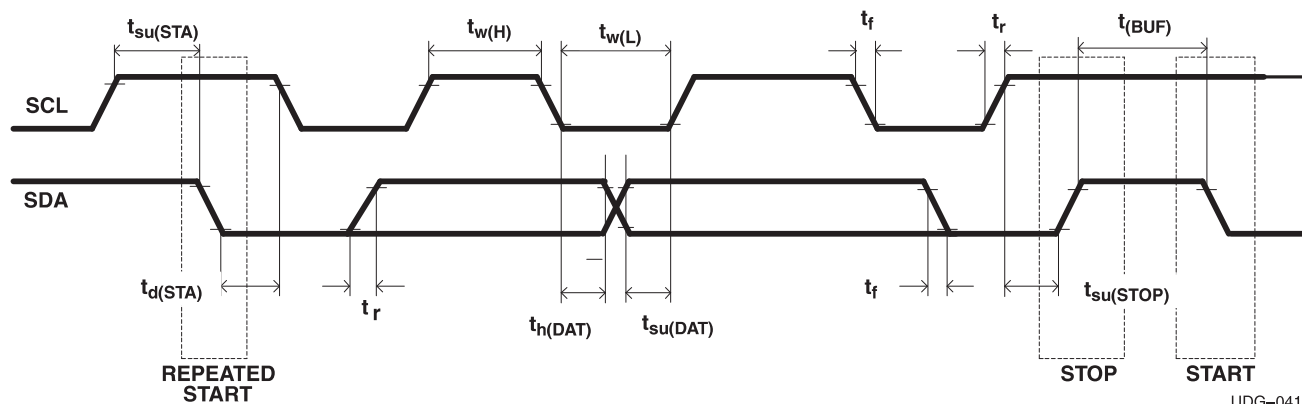 tsu(STA)
tw(H)
tw(L)
tf
tr
t(BUF)
SCL
SDA
td(STA)
tr
th(DAT)
tsu(DAT)
tf
tsu(STOP)
REPEATED
START
STOP
START